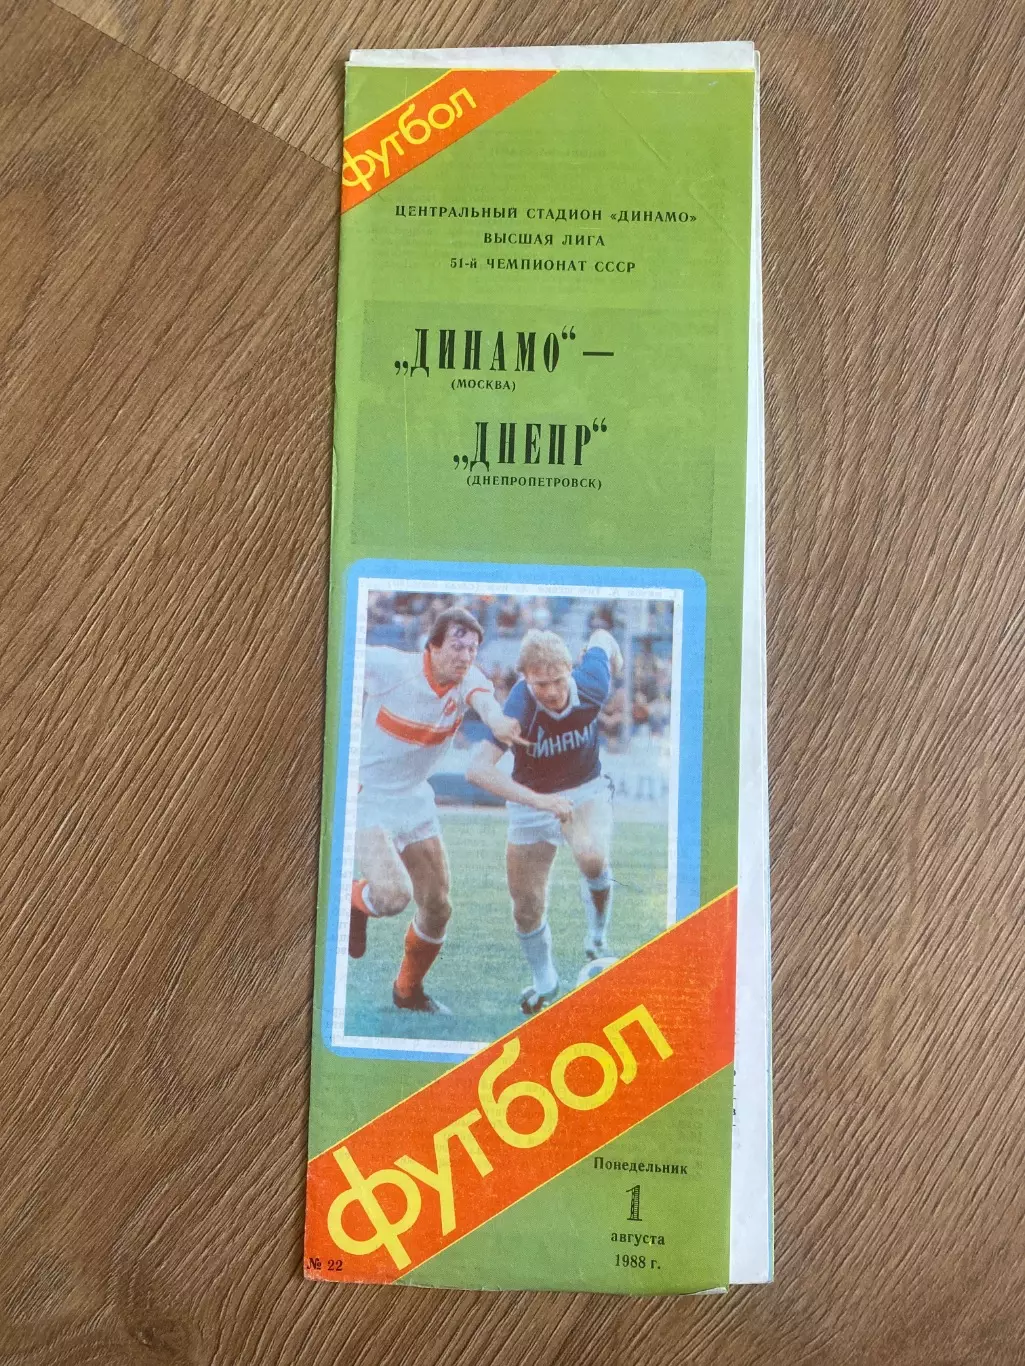 футбол
ЦЕНТРАЛЬНЫЙ СТАДИОН «ДИНАМО»
ВЫСШАЯ ЛИГА
51-й ЧЕМПИОНАТ СССР
„ДИНАМО“ —
(МОСКВА)
„ДНЕПР“
(ДНЕПРОПЕТРОВСК)
ДИНАМО
футбол
Понедельник
1
августа
1988 г.
№ 22